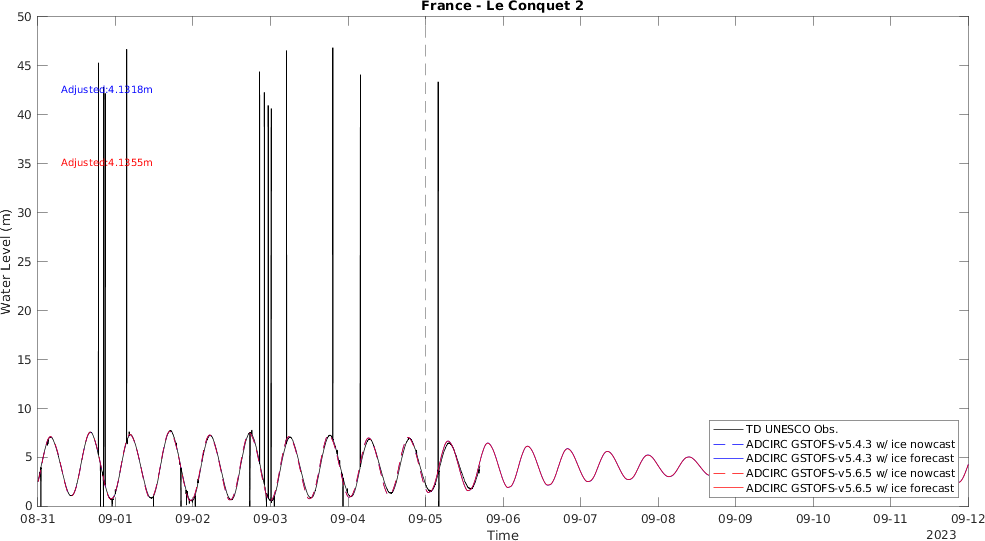 France - Le Conquet 2
50
45
40
35
30
25
20
15
10
5
0
Water Level (m)
Adjusted:4.1318m
Adjusted:4.1355m
TD UNESCO Obs.
ADCIRC GSTOFS-v5.4.3 w/ ice nowcast
ADCIRC GSTOFS-v5.4.3 w/ ice forecast
ADCIRC GSTOFS-v5.6.5 w/ ice nowcast
ADCIRC GSTOFS-v5.6.5 w/ ice forecast
08-31 09-01 09-02 09-03 09-04 09-05 09-06 09-07 09-08 09-09 09-10 09-11 09-12
Time
2023